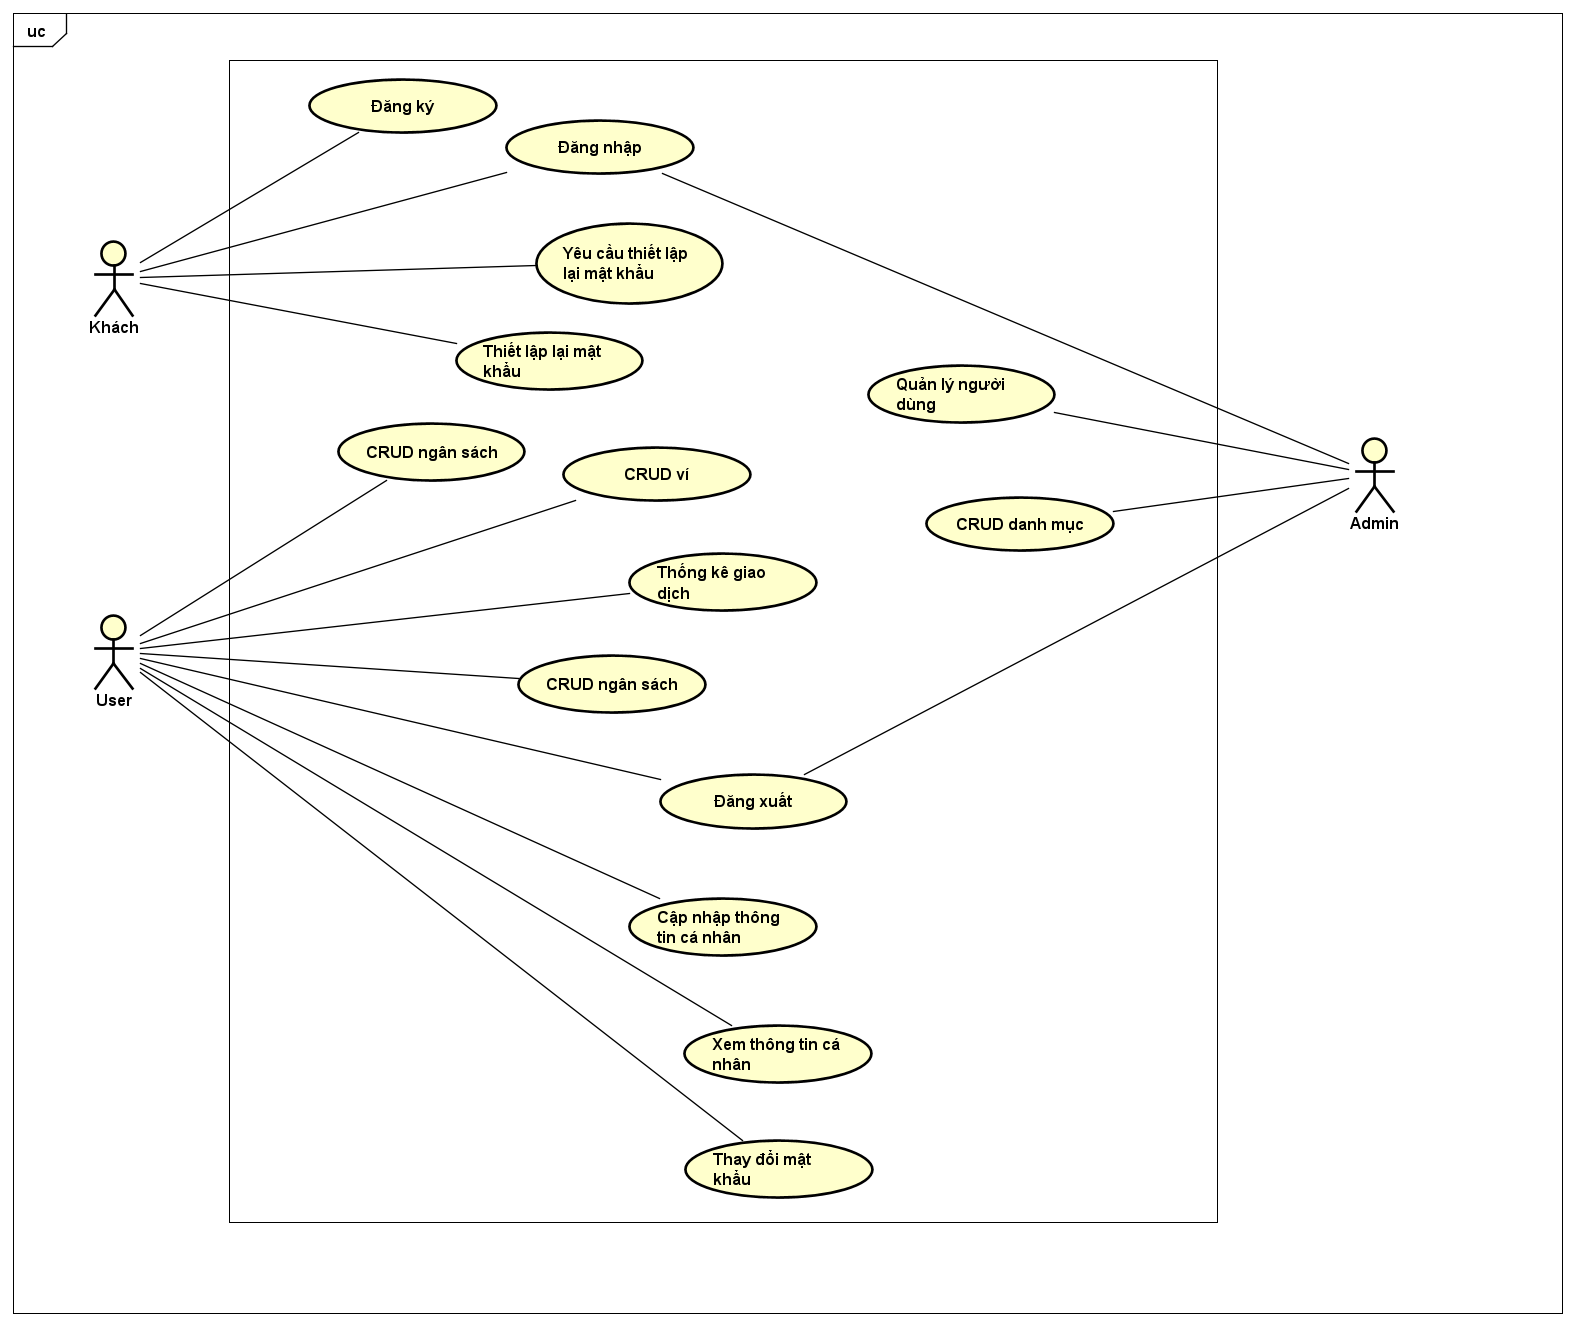 uc
Đăng ký
Đăng nhập
Yêu cầu thiết lập
lại mật khẩu
Khách
Thiết lập lại mật
khẩu
Quản lý người
dùng
CRUD ngân sách
CRUD ví
CRUD danh mục
Admin
Thống kê giao
dịch
User
CRUD ngân sách
Đăng xuất
Cập nhập thông
tin cá nhân
Xem thông tin cá
nhân
Thay đổi mật
khẩu